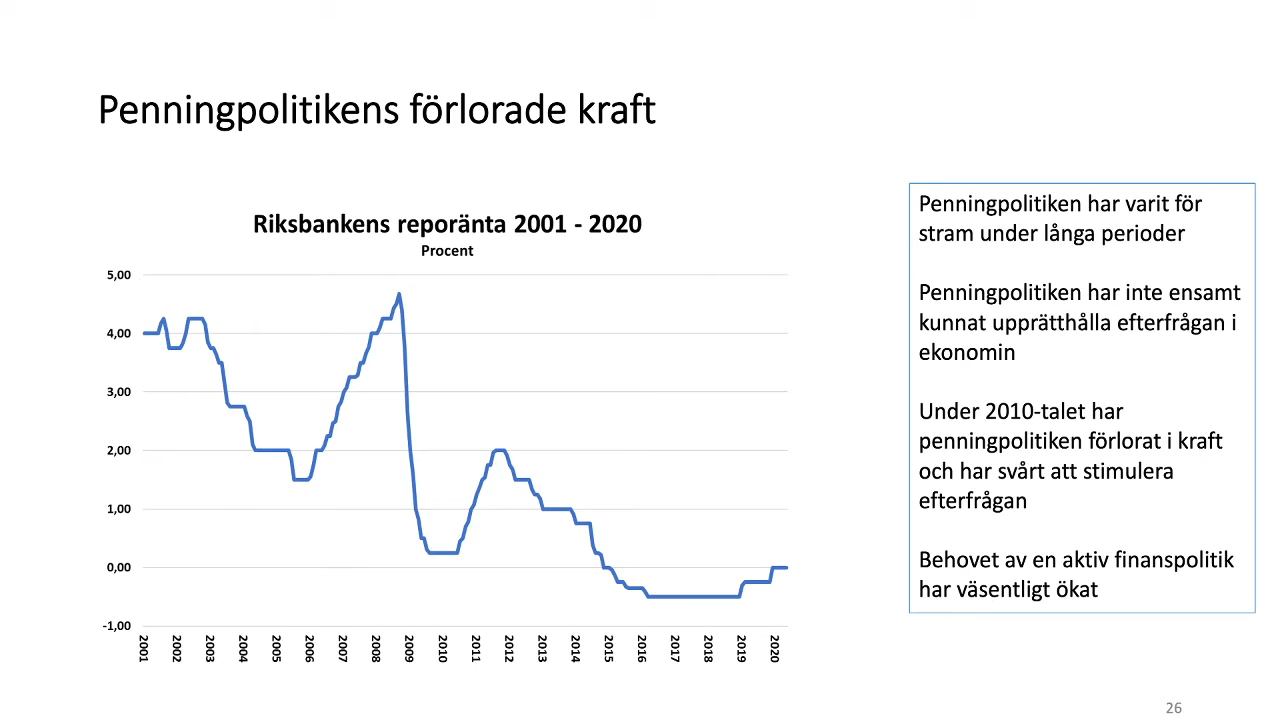 Penningpolitikens förlorade kraft
Riksbankens reporänta 2001 - 2020
Procent
5,00
4,00
3,00
2,00
1,00
0,00
-1,00
2001
2002
2003
2004
2005
2006
2007
2008
2009
2010
2011
2012
2013
2014
2015
2016
2017
2018
2019
2020
Penningpolitiken har varit för
stram under långa perioder
Penningpolitiken har inte ensamt
kunnat upprätthålla efterfrågan i
ekonomin
Under 2010-talet har
penningpolitiken förlorat i kraft
och har svårt att stimulera
efterfrågan
Behovet av en aktiv finanspolitik
har väsentligt ökat
26